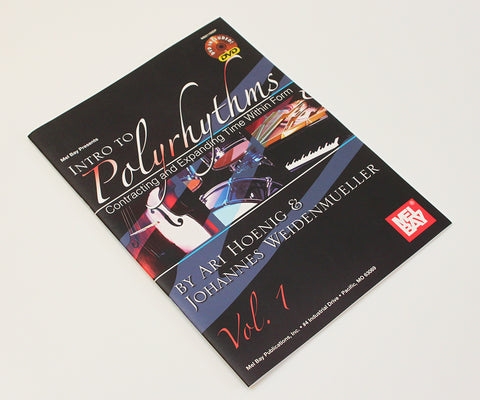 Mel Bay Presents
INTRO TO
Polyrhythms
Contracting and Expanding Time Within Form
BY ARI HOENIG &
JOHANNES WEIDENMUELLER
MEL
BAY
Vol. 1
Mel Bay Publications, Inc. • #4 Industrial Drive • Pacific, MO 63069
DVD